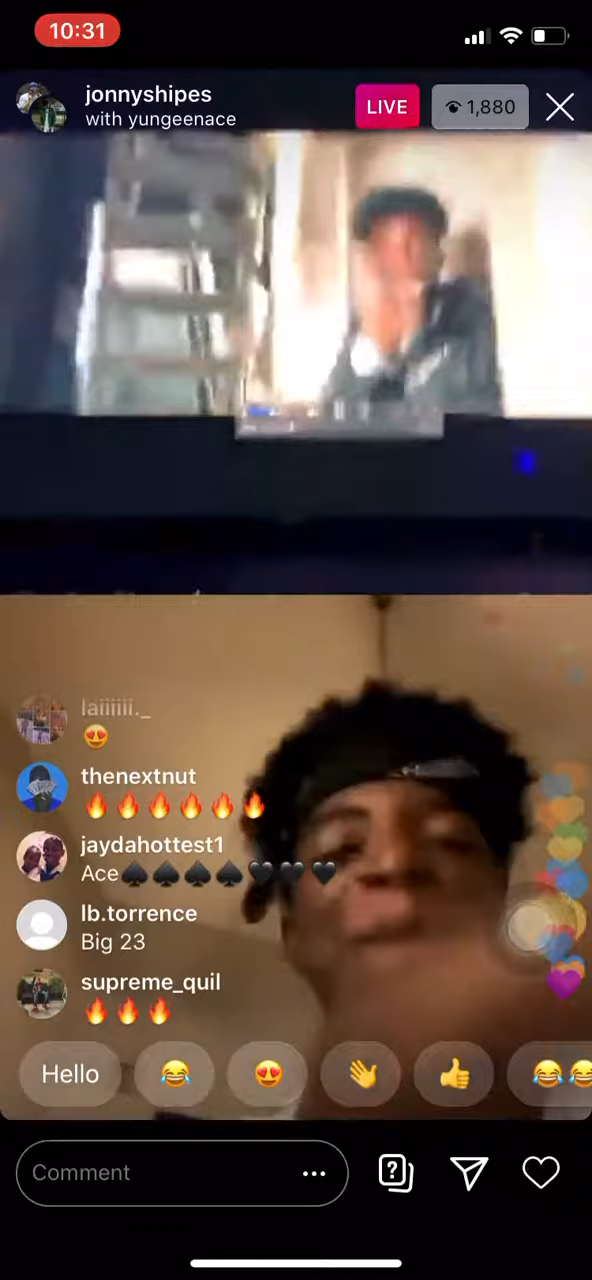 10:31
jonnyshipes
with yungeenace
LIVE
1,880
laiiiiii._
😍
thenextnut
🔥🔥🔥🔥🔥🔥
jaydahottest1
Ace♠️♠️♠️♠️🖤🖤🖤
lb.torrence
Big 23
supreme_quil
🔥🔥🔥
Hello 😂 😍 👋 👍 😂😂
Comment